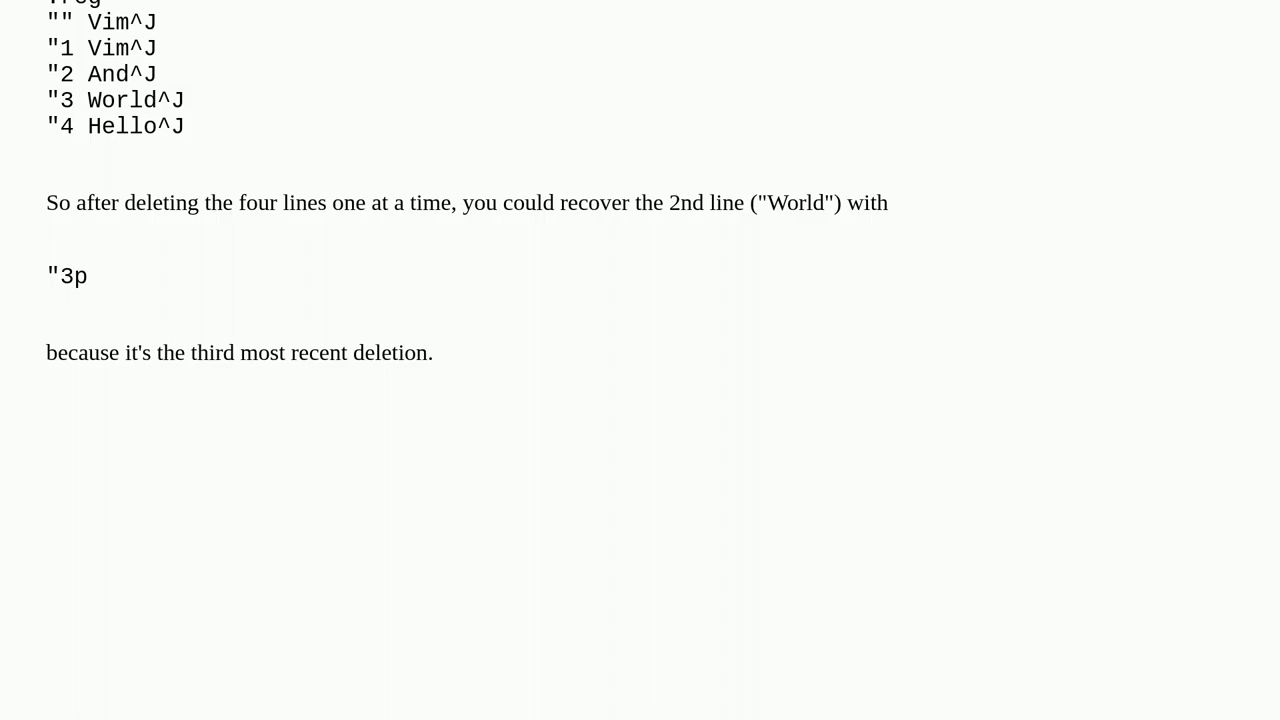 "" Vim^J
"1 Vim^J
"2 And^J
"3 World^J
"4 Hello^J
So after deleting the four lines one at a time, you could recover the 2nd line ("World") with
"3p
because it's the third most recent deletion.